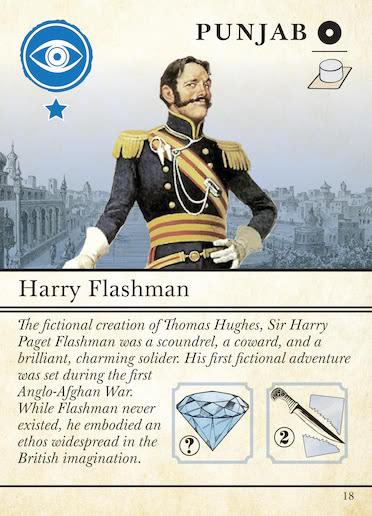 PUNJAB
Harry Flashman
The fictional creation of Thomas Hughes, Sir Harry
Paget Flashman was a scoundrel, a coward, and a
brilliant, charming solider. His first fictional adventure
was set during the first
Anglo-Afghan War.
While Flashman never
existed, he embodied an
ethos widespread in the
British imagination.
?
2
18